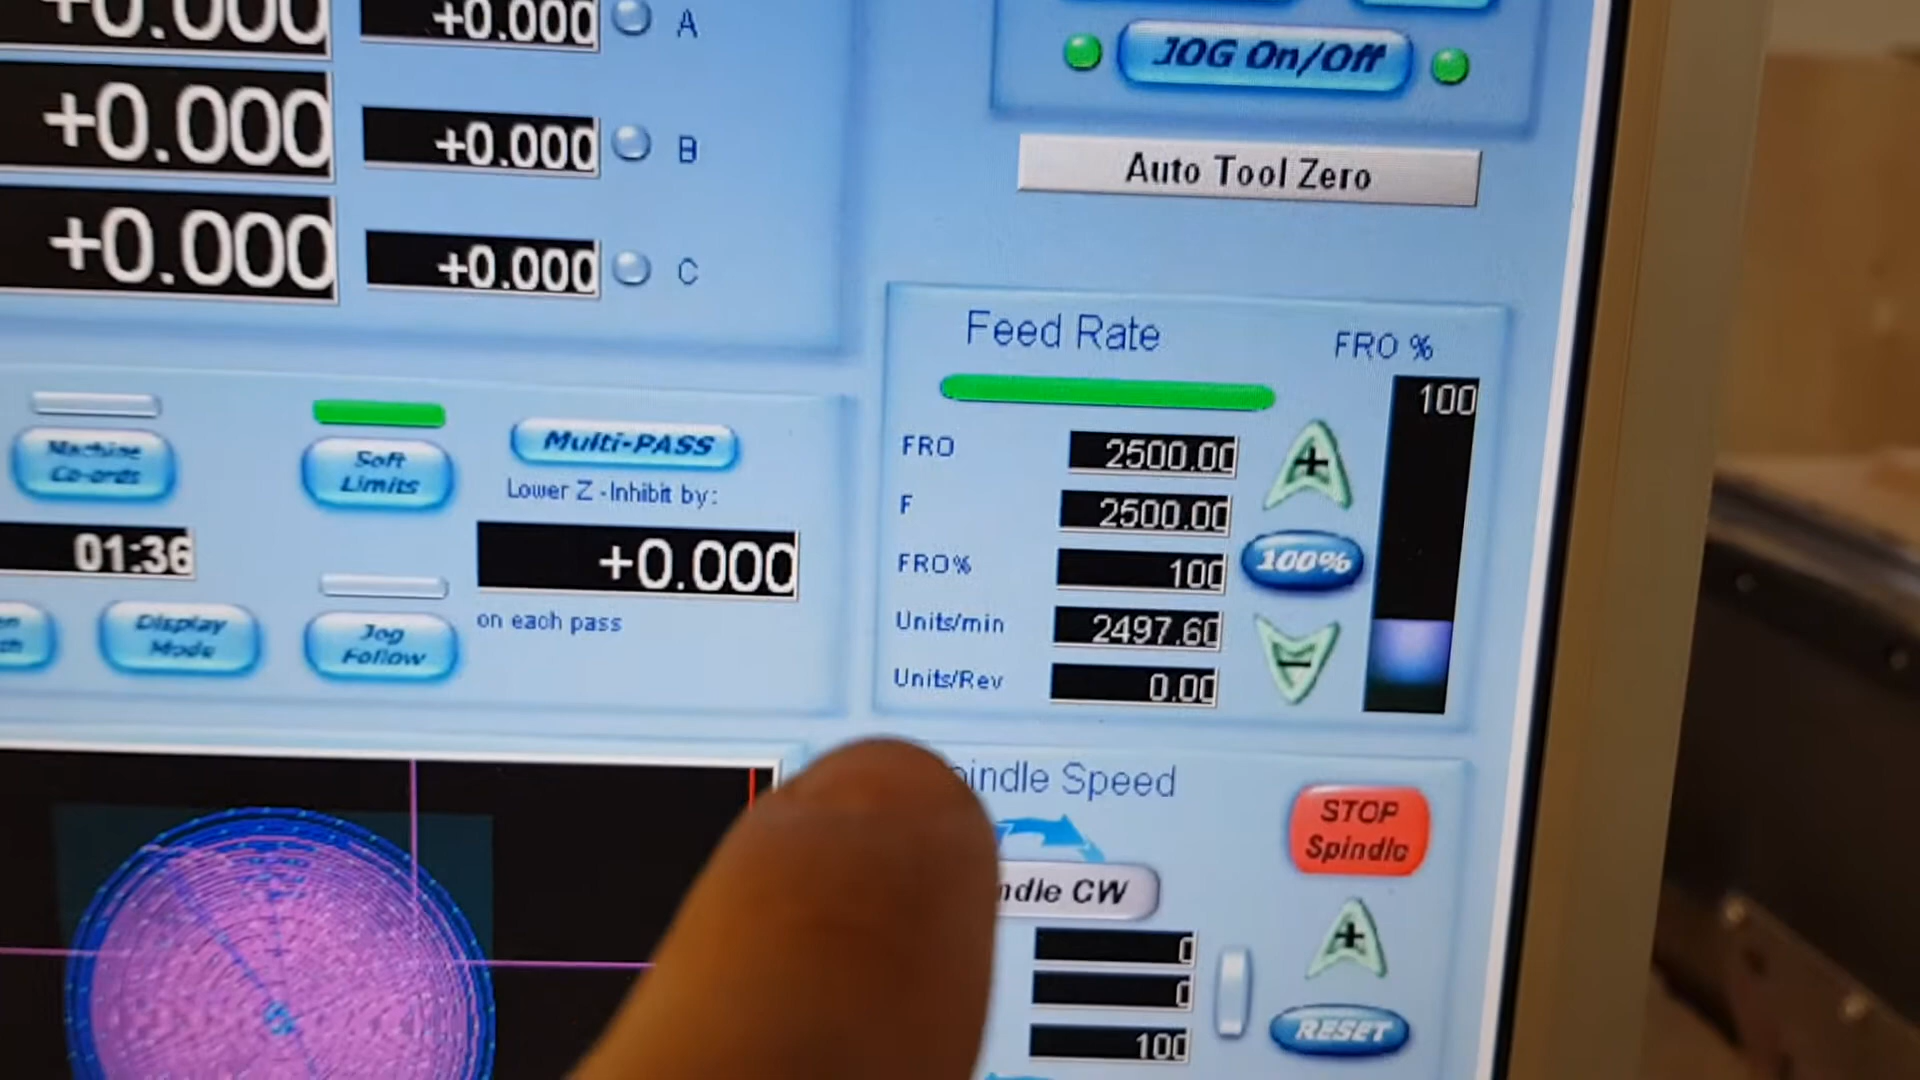 +0.000
+0.000 A
+0.000
+0.000 B
+0.000
+0.000 C
JOG On/Off
Auto Tool Zero
Feed Rate
FRO %
100
FRO 2500.00
F 2500.00
FRO% 100
100%
Units/min 2497.60
Units/Rev 0.00
Machine
Co-ords
Soft
Limits
Multi-PASS
Lower Z -Inhibit by:
01:36
+0.000
Display
Mode
Jog
Follow
on each pass
pindle Speed
STOP
Spindle
ndle CW
0
0
RESET
100